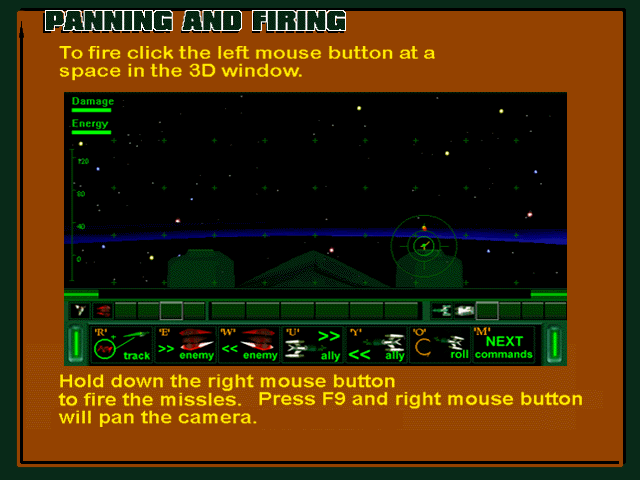 PANNING AND FIRING
To fire click the left mouse button at a
space in the 3D window.
Damage
Energy
120
80
40
0
'R' 'E' 'W' 'U' 'Y' 'O' 'M'
track >> enemy << enemy >> ally << ally roll NEXT commands
Hold down the right mouse button
to fire the missles. Press F9 and right mouse button
will pan the camera.